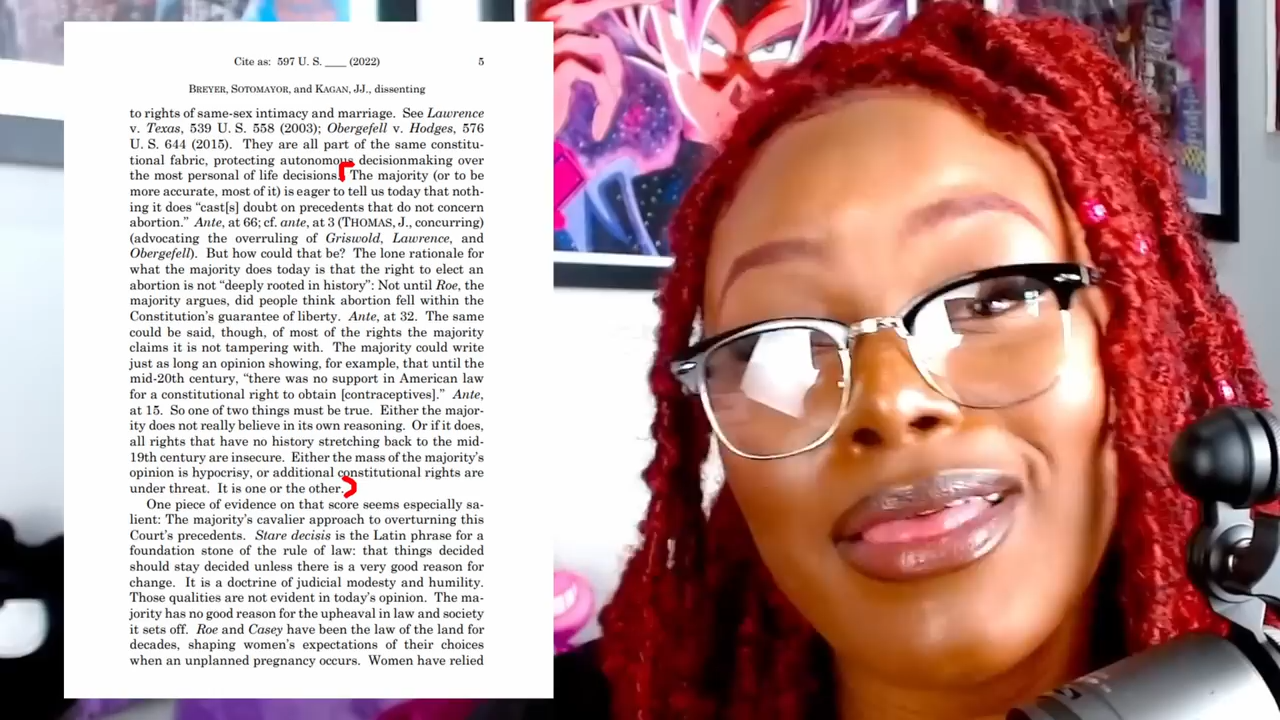 Cite as: 597 U. S. ____ (2022) 5
BREYER, SOTOMAYOR, and KAGAN, JJ., dissenting
to rights of same-sex intimacy and marriage. See Lawrence
v. Texas, 539 U. S. 558 (2003); Obergefell v. Hodges, 576
U. S. 644 (2015). They are all part of the same constitu-
tional fabric, protecting autonomous decisionmaking over
the most personal of life decisions. The majority (or to be
more accurate, most of it) is eager to tell us today that noth-
ing it does “cast[s] doubt on precedents that do not concern
abortion.” Ante, at 66; cf. ante, at 3 (THOMAS, J., concurring)
(advocating the overruling of Griswold, Lawrence, and
Obergefell). But how could that be? The lone rationale for
what the majority does today is that the right to elect an
abortion is not “deeply rooted in history”: Not until Roe, the
majority argues, did people think abortion fell within the
Constitution’s guarantee of liberty. Ante, at 32. The same
could be said, though, of most of the rights the majority
claims it is not tampering with. The majority could write
just as long an opinion showing, for example, that until the
mid-20th century, “there was no support in American law
for a constitutional right to obtain [contraceptives].” Ante,
at 15. So one of two things must be true. Either the major-
ity does not really believe in its own reasoning. Or if it does,
all rights that have no history stretching back to the mid-
19th century are insecure. Either the mass of the majority’s
opinion is hypocrisy, or additional constitutional rights are
under threat. It is one or the other.
One piece of evidence on that score seems especially sa-
lient: The majority’s cavalier approach to overturning this
Court’s precedents. Stare decisis is the Latin phrase for a
foundation stone of the rule of law: that things decided
should stay decided unless there is a very good reason for
change. It is a doctrine of judicial modesty and humility.
Those qualities are not evident in today’s opinion. The ma-
jority has no good reason for the upheaval in law and society
it sets off. Roe and Casey have been the law of the land for
decades, shaping women’s expectations of their choices
when an unplanned pregnancy occurs. Women have relied